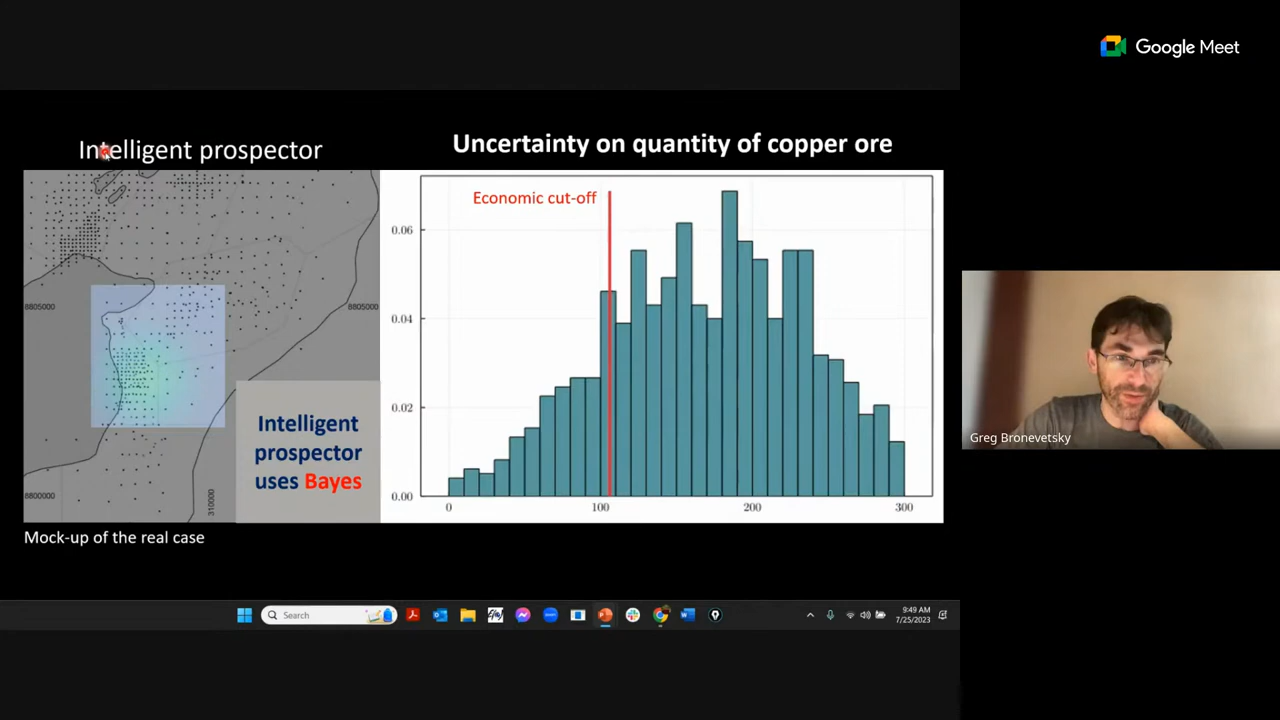 Google Meet
Intelligent prospector
Uncertainty on quantity of copper ore
Economic cut-off
0.06
0.04
0.02
0.00
0
100
200
300
8805000
8805000
8800000
310000
Intelligent
prospector
uses Bayes
Mock-up of the real case
Greg Bronevetsky
Search
9:49 AM
7/25/2023